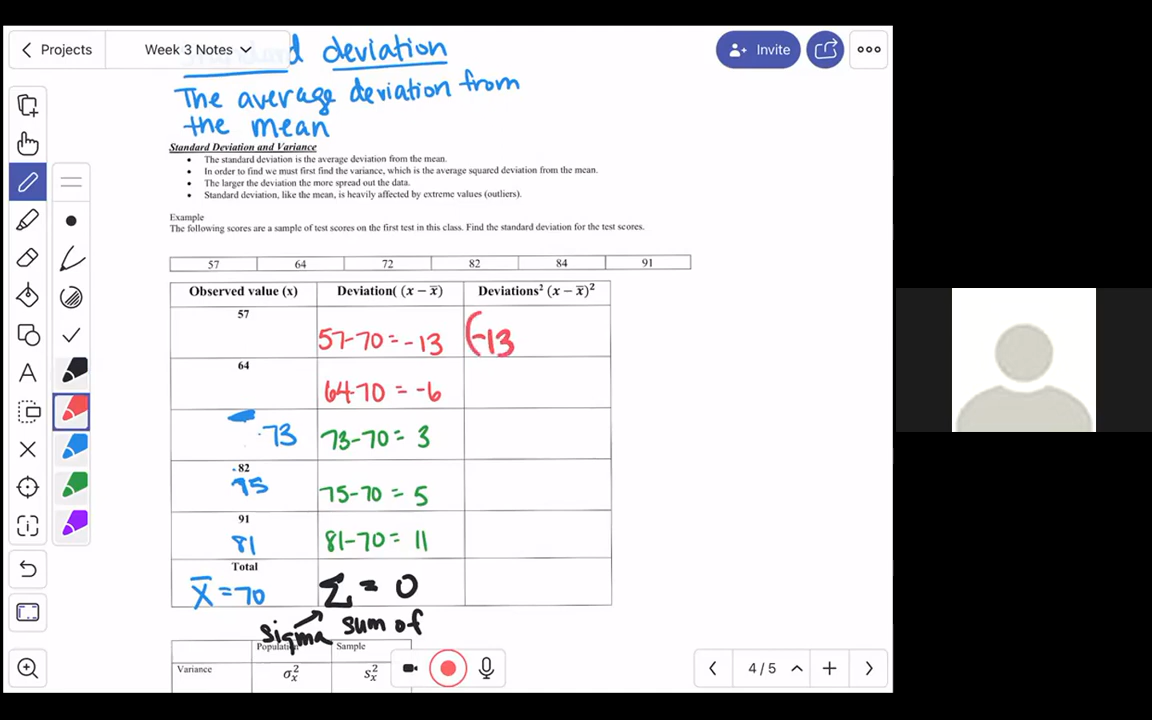 Projects
Week 3 Notes
Invite
d deviation
The average deviation from
the mean
Standard Deviation and Variance
• The standard deviation is the average deviation from the mean.
• In order to find we must first find the variance, which is the average squared deviation from the mean.
• The larger the deviation the more spread out the data.
• Standard deviation, like the mean, is heavily affected by extreme values (outliers).
Example
The following scores are a sample of test scores on the first test in this class. Find the standard deviation for the test scores.
57 64 72 82 84 91
Observed value (x) Deviation( (x − x̄) Deviations² (x − x̄)²
57
57-70 = -13 (-13
64
64-70 = -6
73 73-70 = 3
82
75 75-70 = 5
91
81 81-70 = 11
Total
X̄ = 70 Σ = 0
sigma sum of
Population Sample
Variance σ²ₓ s²ₓ
A
4 / 5